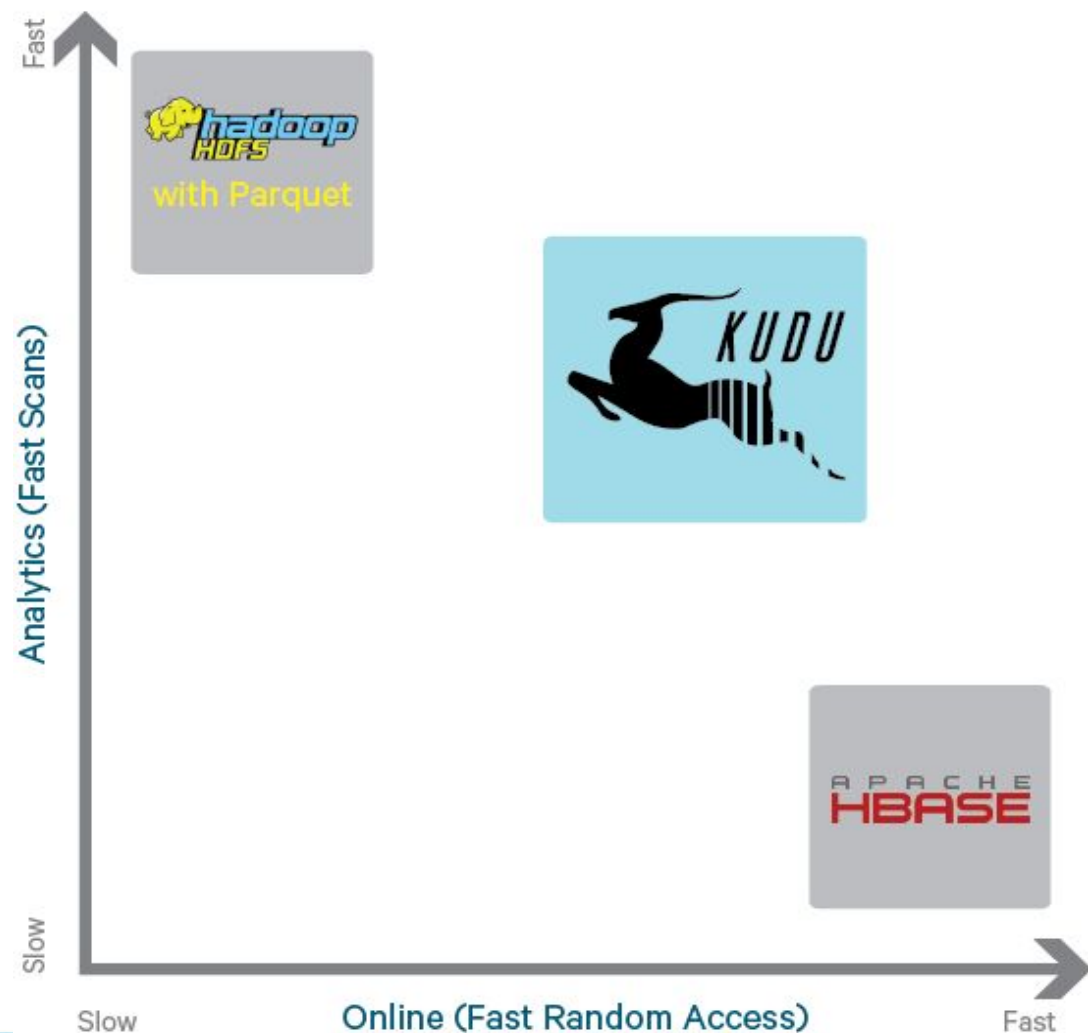 Fast
hadoop
HDFS
with Parquet
KUDU
Analytics (Fast Scans)
APACHE
HBASE
Slow
Slow
Online (Fast Random Access)
Fast